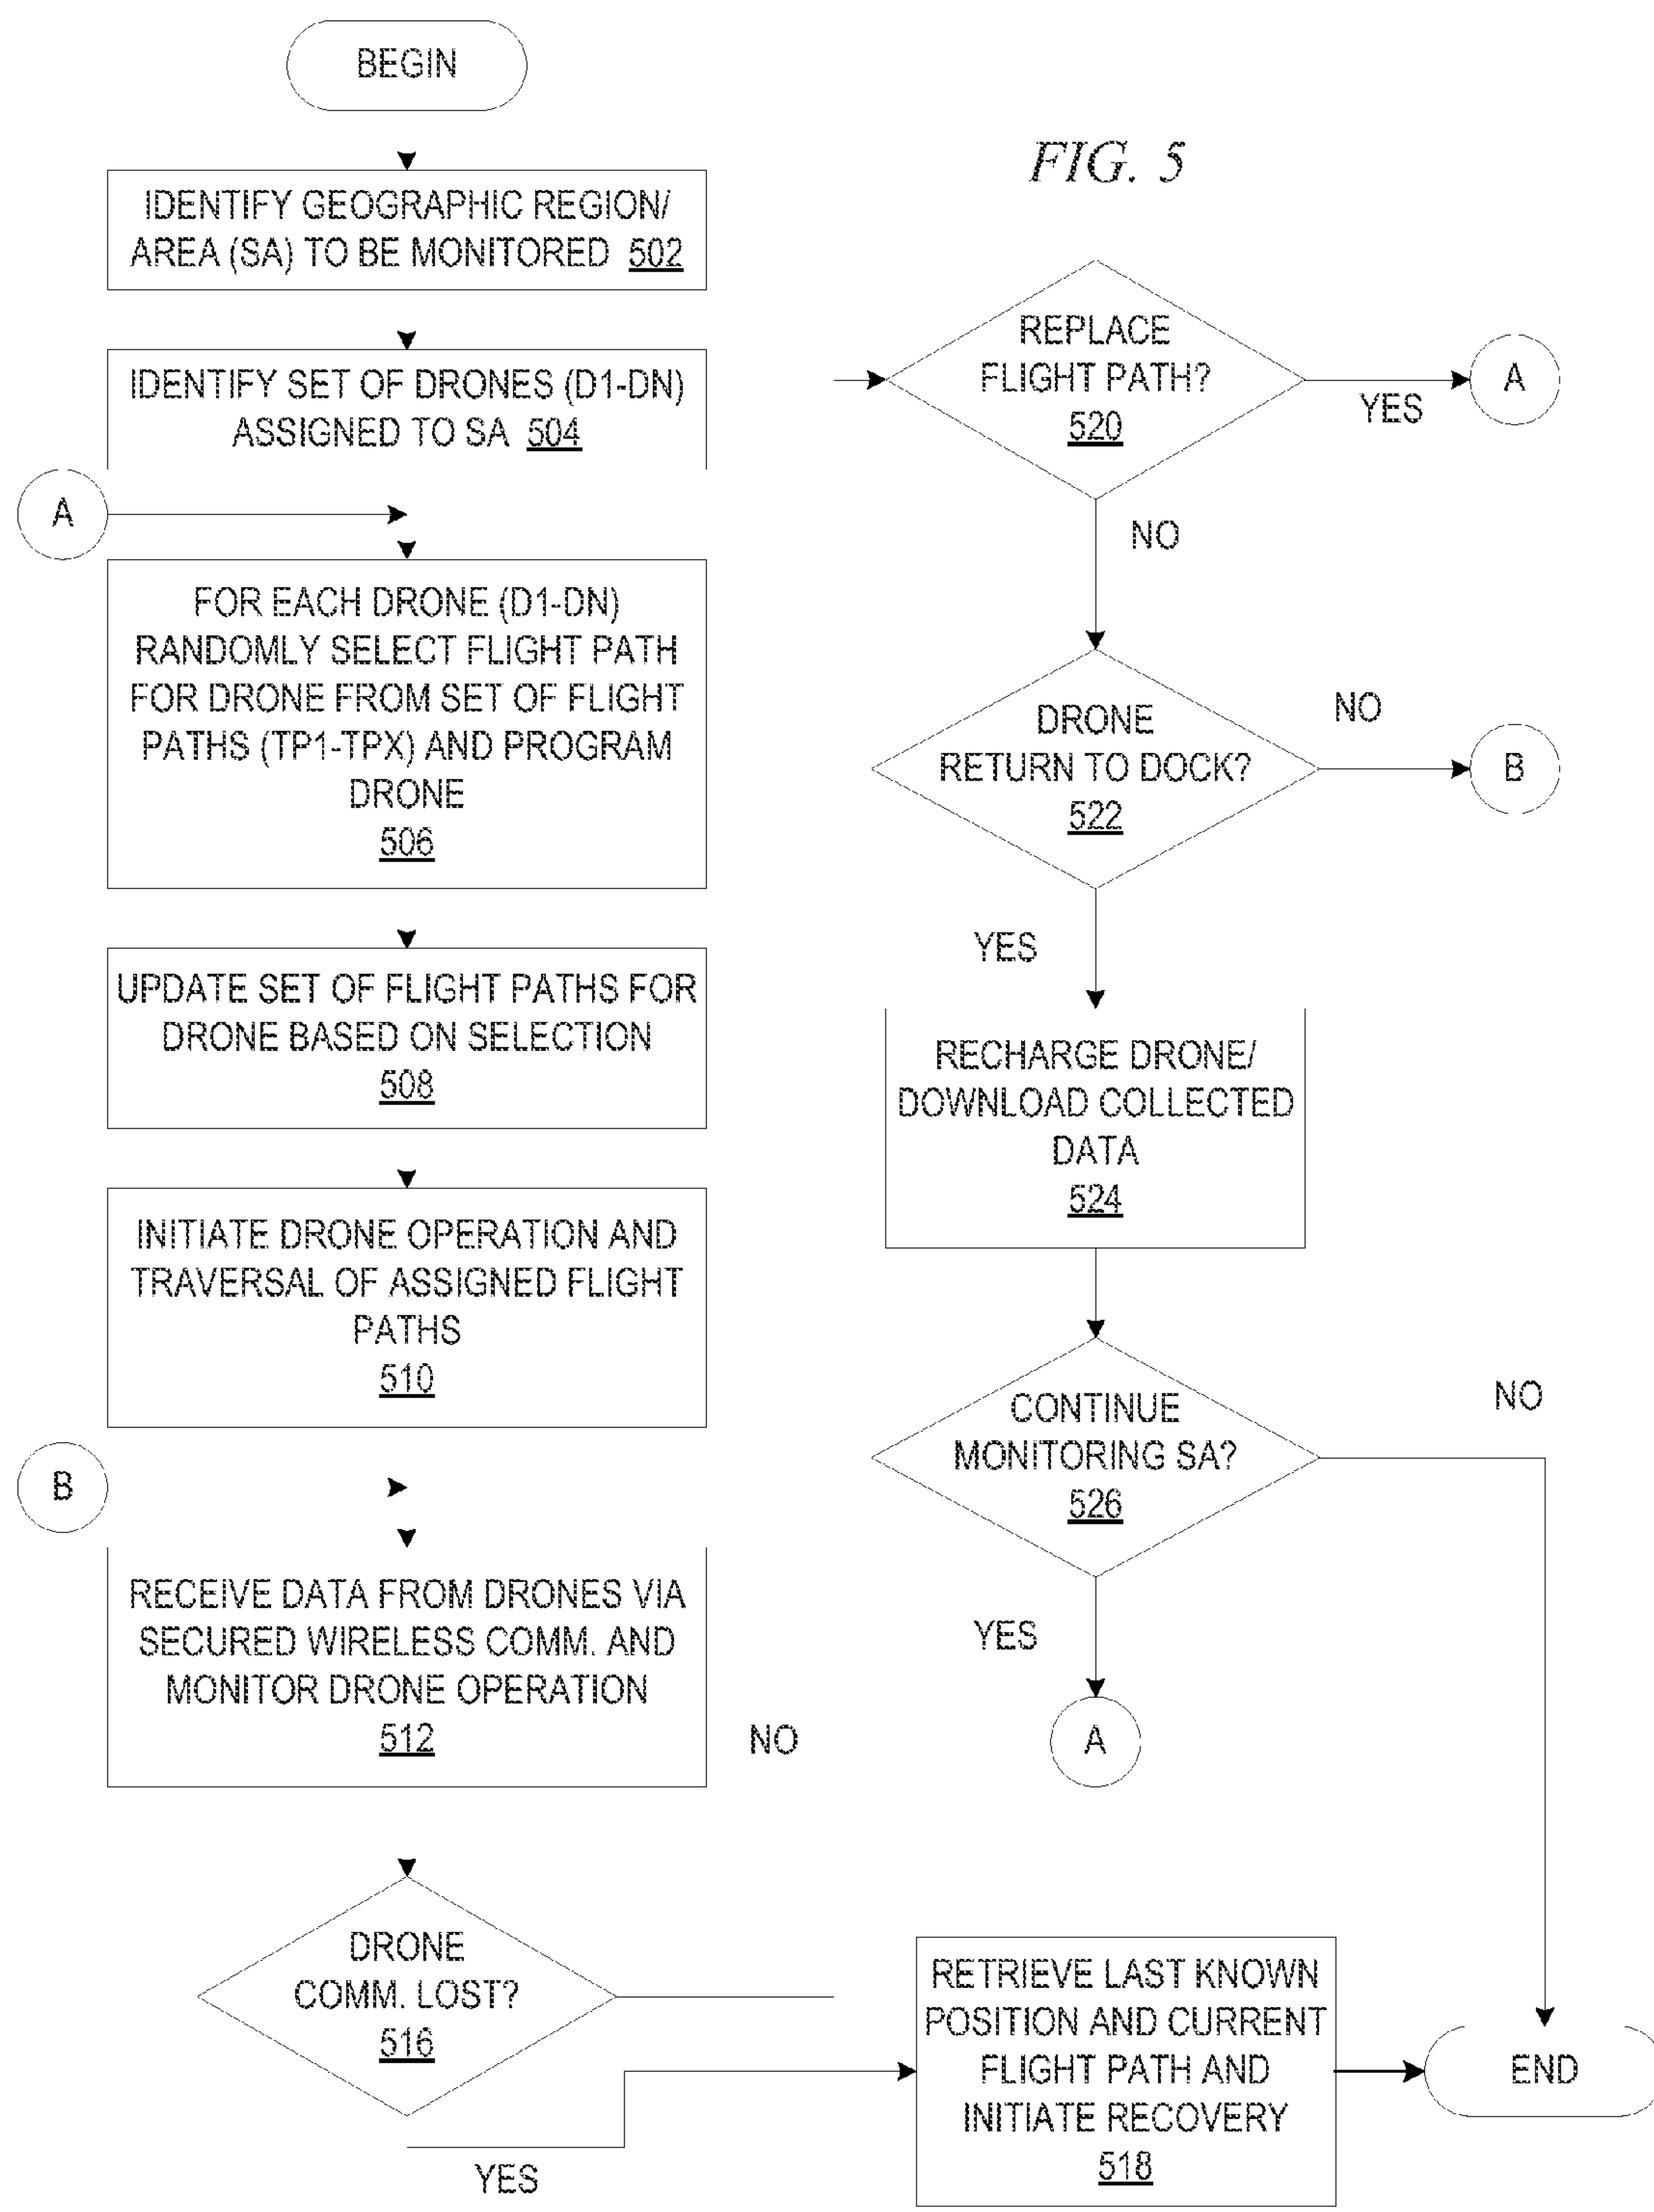 BEGIN
FIG. 5
IDENTIFY GEOGRAPHIC REGION/
AREA (SA) TO BE MONITORED 502
IDENTIFY SET OF DRONES (D1-DN)
ASSIGNED TO SA 504
A
FOR EACH DRONE (D1-DN)
RANDOMLY SELECT FLIGHT PATH
FOR DRONE FROM SET OF FLIGHT
PATHS (TP1-TPX) AND PROGRAM
DRONE
506
UPDATE SET OF FLIGHT PATHS FOR
DRONE BASED ON SELECTION
508
INITIATE DRONE OPERATION AND
TRAVERSAL OF ASSIGNED FLIGHT
PATHS
510
B
RECEIVE DATA FROM DRONES VIA
SECURED WIRELESS COMM. AND
MONITOR DRONE OPERATION
512
NO
DRONE
COMM. LOST?
516
YES
RETRIEVE LAST KNOWN
POSITION AND CURRENT
FLIGHT PATH AND
INITIATE RECOVERY
518
REPLACE
FLIGHT PATH?
520
YES
A
NO
DRONE
RETURN TO DOCK?
522
NO
B
YES
RECHARGE DRONE/
DOWNLOAD COLLECTED
DATA
524
CONTINUE
MONITORING SA?
526
NO
YES
A
END